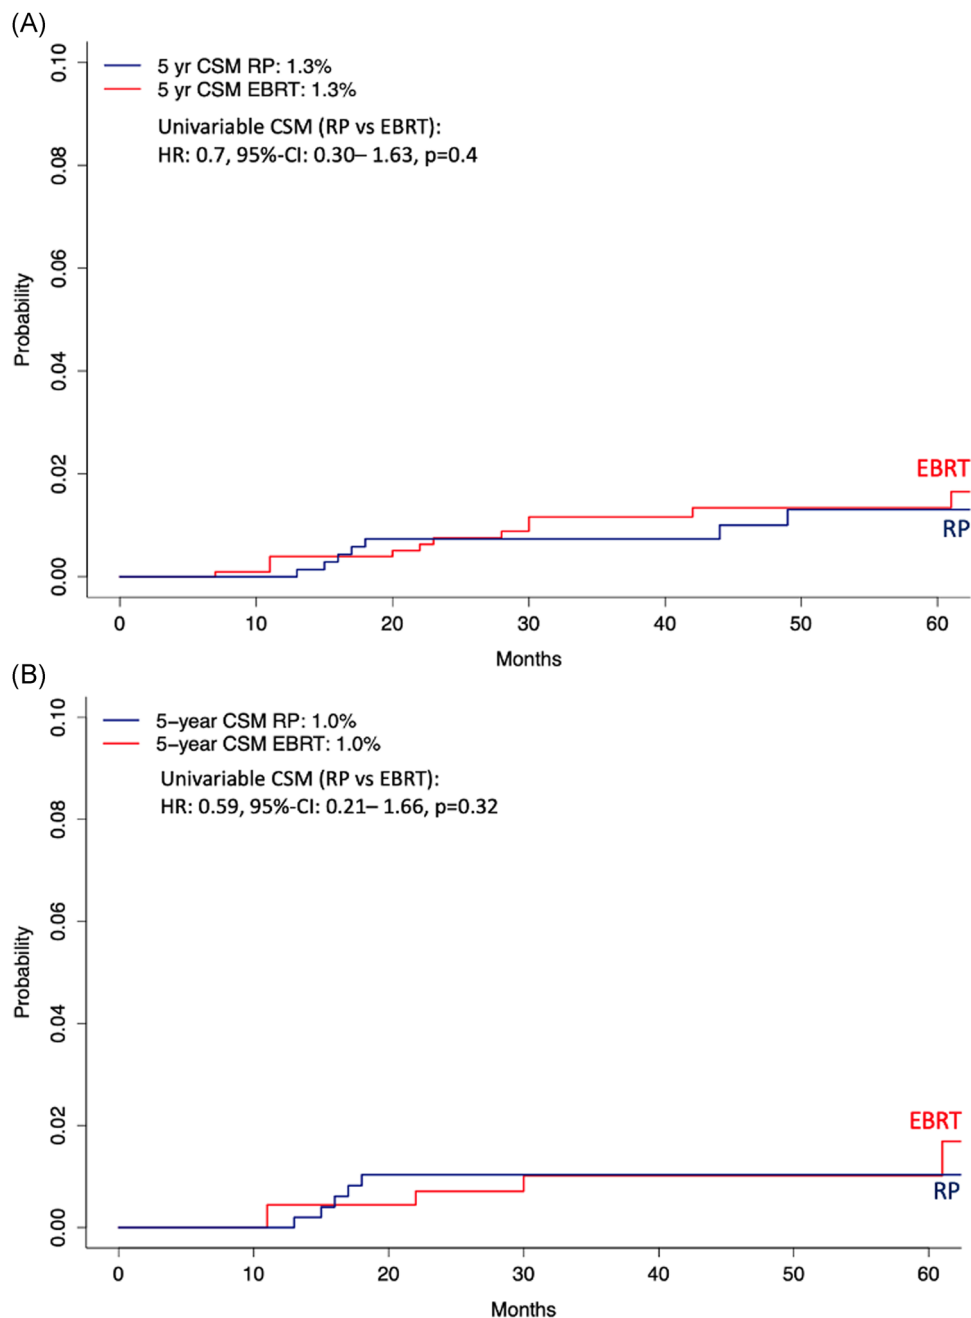 (A)
5 yr CSM RP: 1.3%
5 yr CSM EBRT: 1.3%
Univariable CSM (RP vs EBRT):
HR: 0.7, 95%-CI: 0.30– 1.63, p=0.4
0.10
0.08
0.06
0.04
0.02
0.00
Probability
EBRT
RP
0 10 20 30 40 50 60
Months
(B)
5−year CSM RP: 1.0%
5−year CSM EBRT: 1.0%
Univariable CSM (RP vs EBRT):
HR: 0.59, 95%-CI: 0.21– 1.66, p=0.32
0.10
0.08
0.06
0.04
0.02
0.00
Probability
EBRT
RP
0 10 20 30 40 50 60
Months